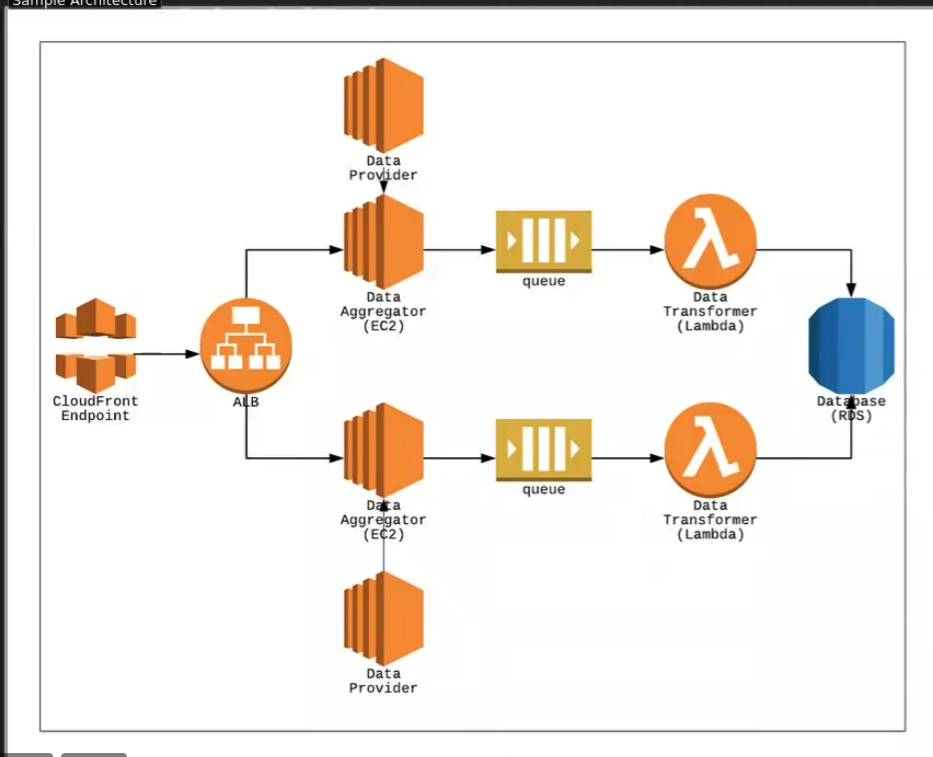 Sample Architecture
Data
Provider
Data
Aggregator
(EC2)
queue
Data
Transformer
(Lambda)
CloudFront
Endpoint
ALB
Database
(RDS)
Data
Aggregator
(EC2)
queue
Data
Transformer
(Lambda)
Data
Provider